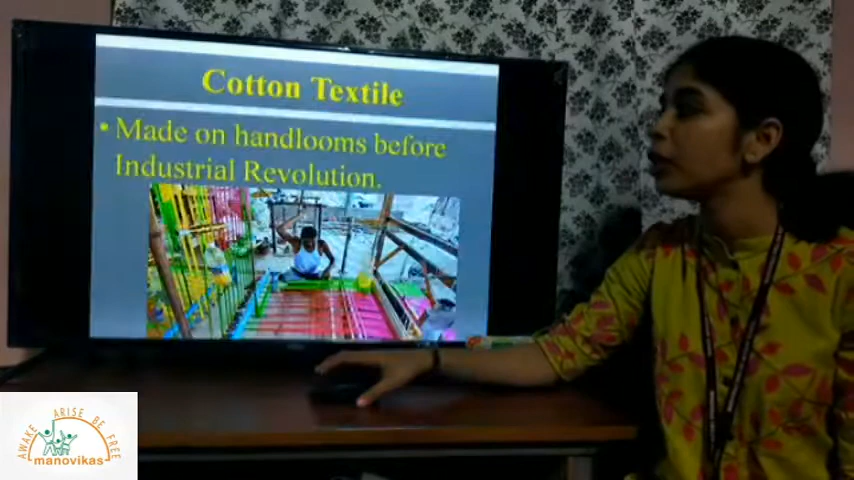 Cotton Textile
• Made on handlooms before
Industrial Revolution.
AWAKE ARISE BE FREE
manovikas